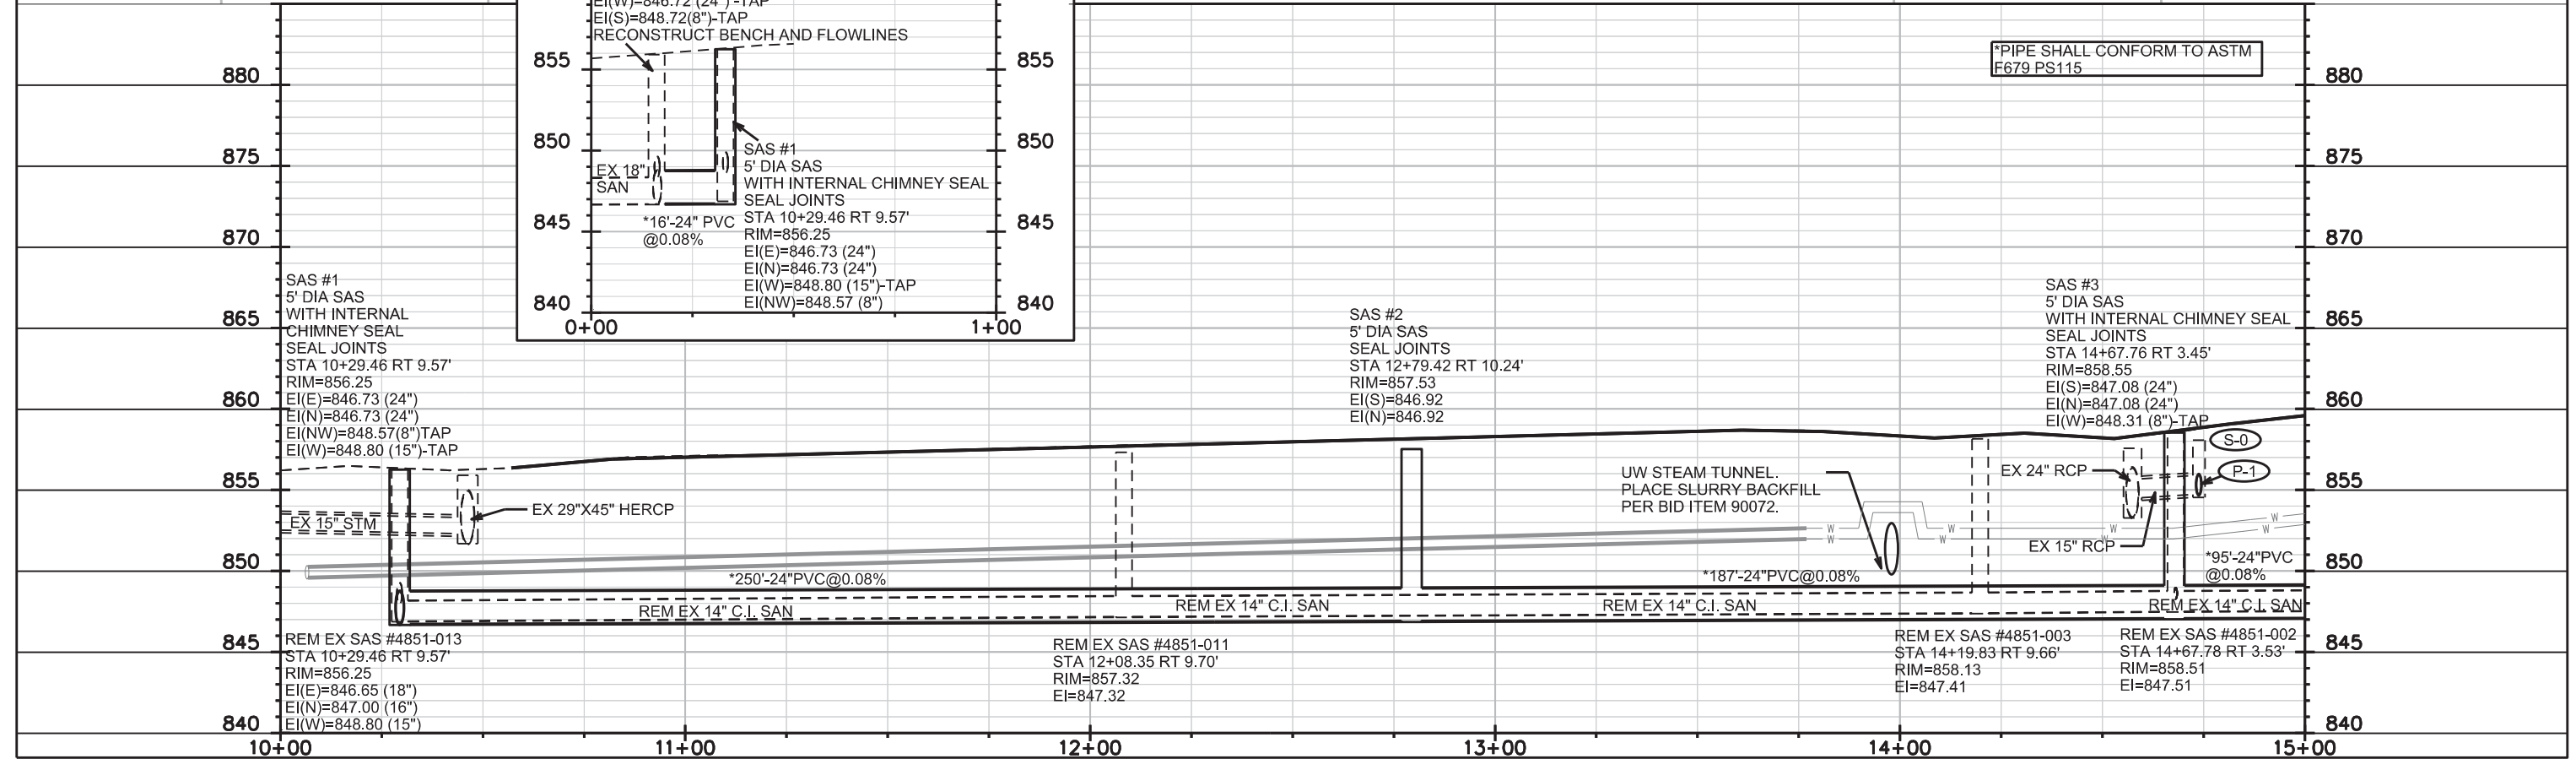 EI(W)=846.72 (24")-TAP
EI(S)=848.72(8")-TAP
RECONSTRUCT BENCH AND FLOWLINES
855
855
850
850
845
845
840
840
0+00
1+00
EX 18"
SAN
*16'-24" PVC
@0.08%
SAS #1
5' DIA SAS
WITH INTERNAL CHIMNEY SEAL
SEAL JOINTS
STA 10+29.46 RT 9.57'
RIM=856.25
EI(E)=846.73 (24")
EI(N)=846.73 (24")
EI(W)=848.80 (15")-TAP
EI(NW)=848.57 (8")
*PIPE SHALL CONFORM TO ASTM
F679 PS115
880
880
875
875
870
870
865
865
860
860
855
855
850
850
845
845
840
840
SAS #1
5' DIA SAS
WITH INTERNAL
CHIMNEY SEAL
SEAL JOINTS
STA 10+29.46 RT 9.57'
RIM=856.25
EI(E)=846.73 (24")
EI(N)=846.73 (24")
EI(NW)=848.57(8")TAP
EI(W)=848.80 (15")-TAP
SAS #2
5' DIA SAS
SEAL JOINTS
STA 12+79.42 RT 10.24'
RIM=857.53
EI(S)=846.92
EI(N)=846.92
SAS #3
5' DIA SAS
WITH INTERNAL CHIMNEY SEAL
SEAL JOINTS
STA 14+67.76 RT 3.45'
RIM=858.55
EI(S)=847.08 (24")
EI(N)=847.08 (24")
EI(W)=848.31 (8")-TAP
S-0
P-1
EX 24" RCP
EX 15" RCP
UW STEAM TUNNEL.
PLACE SLURRY BACKFILL
PER BID ITEM 90072.
EX 29"X45" HERCP
EX 15" STM
W
W
W
W
W
W
W
W
*250'-24"PVC@0.08%
*187'-24"PVC@0.08%
*95'-24"PVC
@0.08%
REM EX 14" C.I. SAN
REM EX 14" C.I. SAN
REM EX 14" C.I. SAN
REM EX 14" C.I. SAN
REM EX SAS #4851-013
STA 10+29.46 RT 9.57'
RIM=856.25
EI(E)=846.65 (18")
EI(N)=847.00 (16")
EI(W)=848.80 (15")
REM EX SAS #4851-011
STA 12+08.35 RT 9.70'
RIM=857.32
EI=847.32
REM EX SAS #4851-003
STA 14+19.83 RT 9.66'
RIM=858.13
EI=847.41
REM EX SAS #4851-002
STA 14+67.78 RT 3.53'
RIM=858.51
EI=847.51
10+00
11+00
12+00
13+00
14+00
15+00